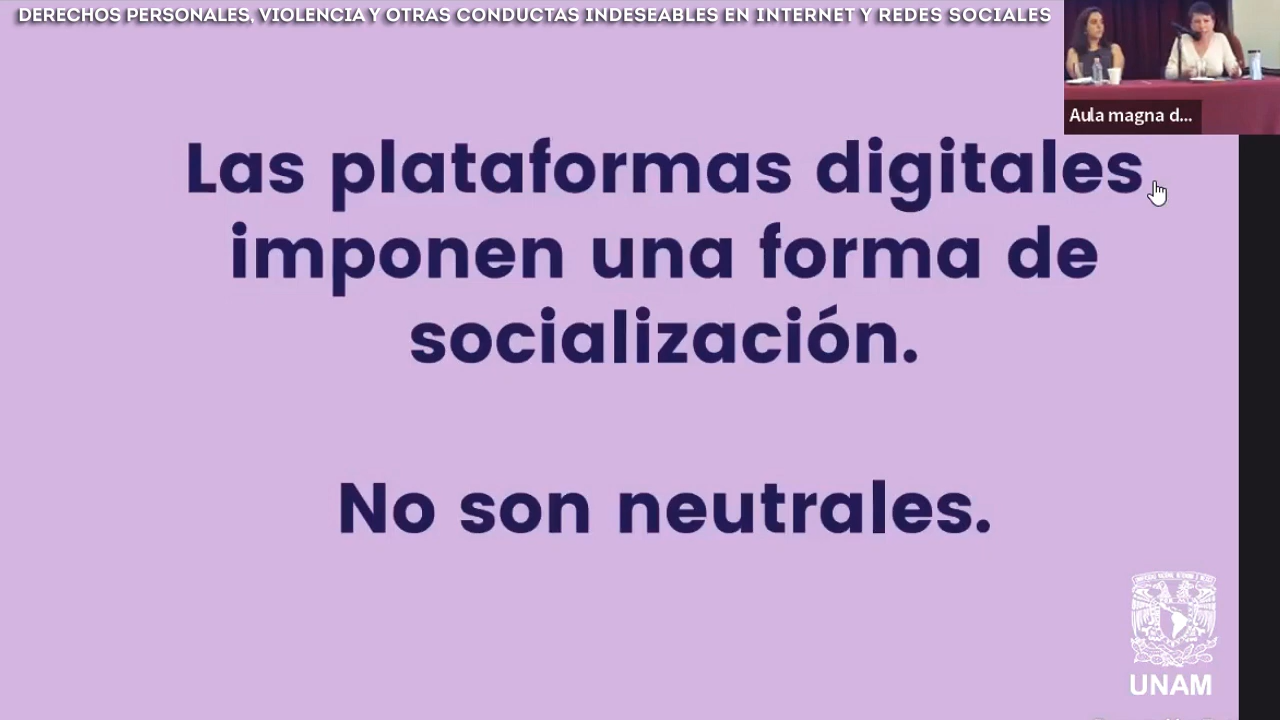 DERECHOS PERSONALES, VIOLENCIA Y OTRAS CONDUCTAS INDESEABLES EN INTERNET Y REDES SOCIALES
Aula magna d...
Las plataformas digitales
imponen una forma de
socialización.
No son neutrales.
UNAM